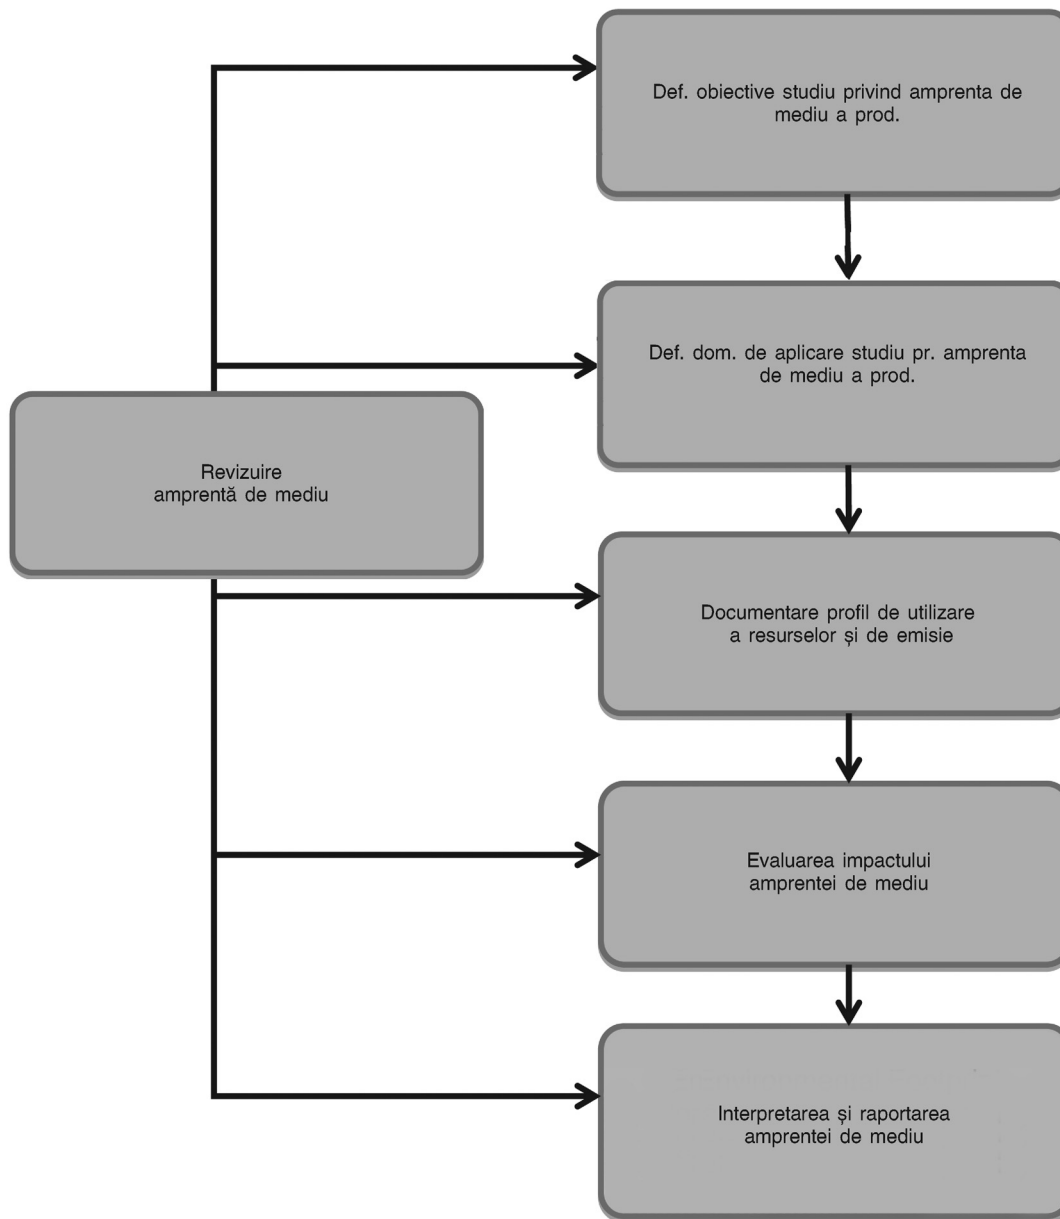 Def. obiective studiu privind amprenta de
mediu a prod.
Def. dom. de aplicare studiu pr. amprenta
de mediu a prod.
Revizuire
amprentă de mediu
Documentare profil de utilizare
a resurselor și de emisie
Evaluarea impactului
amprentei de mediu
Interpretarea și raportarea
amprentei de mediu